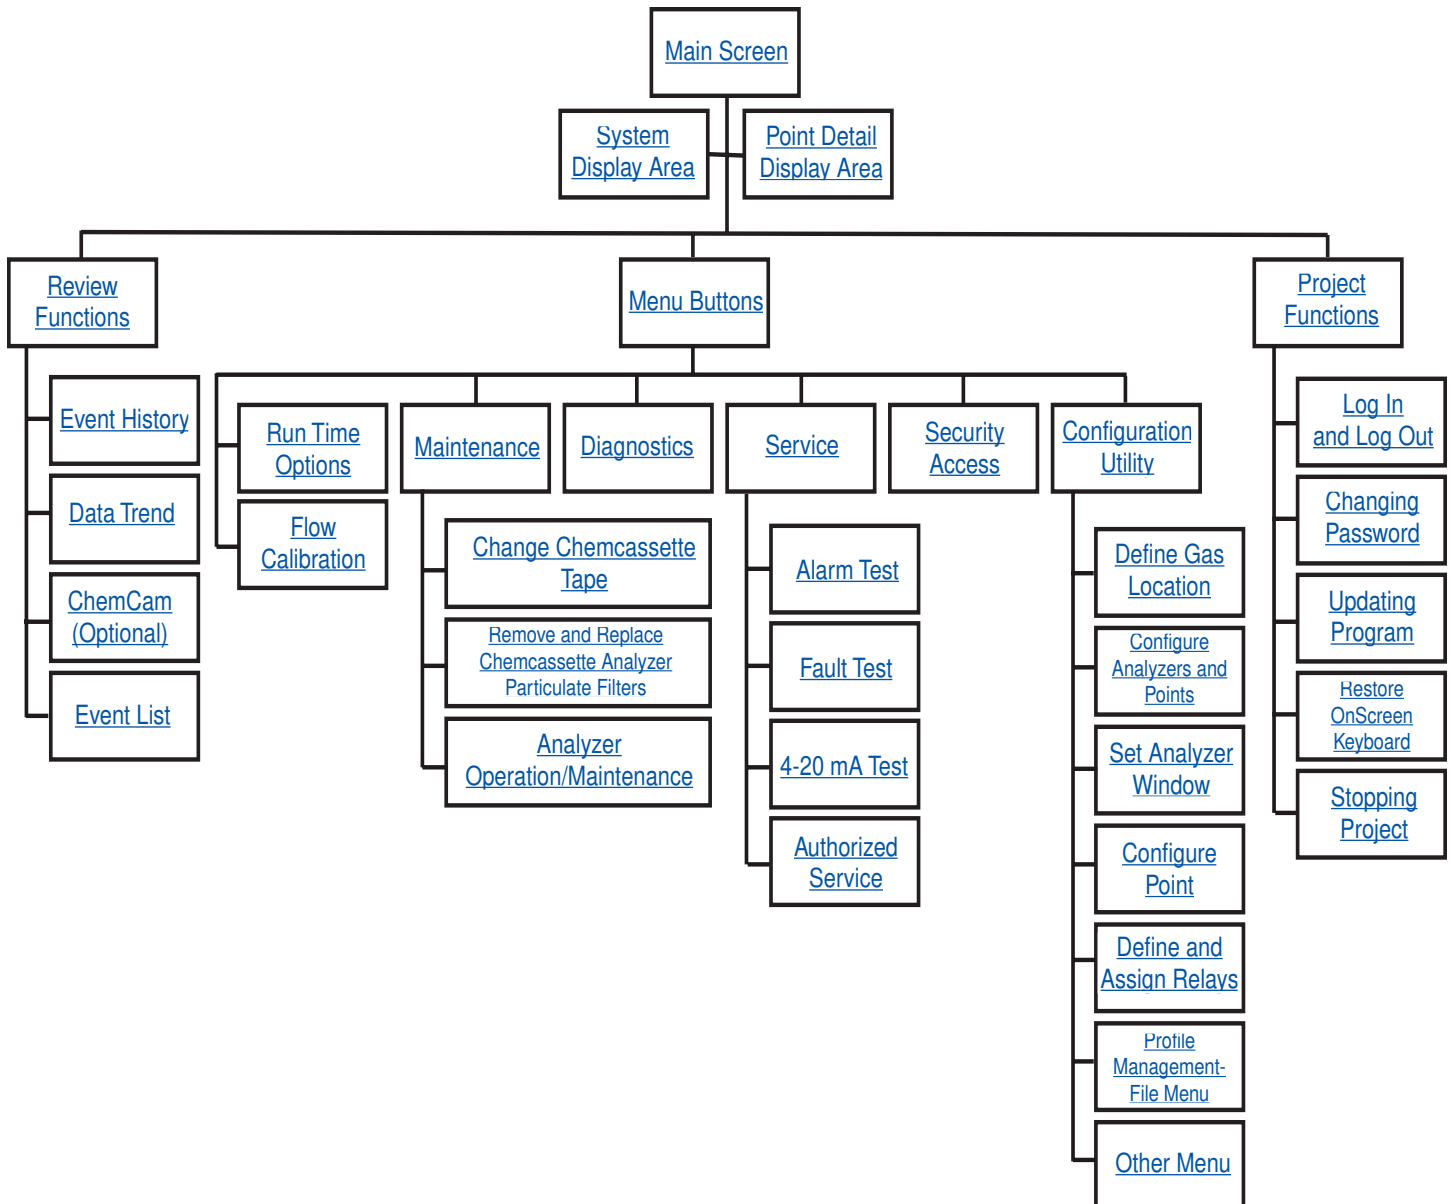 Main Screen
System
Display Area
Point Detail
Display Area
Review
Functions
Menu Buttons
Project
Functions
Event History
Data Trend
ChemCam
(Optional)
Event List
Run Time
Options
Flow
Calibration
Maintenance
Change Chemcassette
Tape
Remove and Replace
Chemcassette Analyzer
Particulate Filters
Analyzer
Operation/Maintenance
Diagnostics
Service
Alarm Test
Fault Test
4-20 mA Test
Authorized
Service
Security
Access
Configuration
Utility
Define Gas
Location
Configure
Analyzers and
Points
Set Analyzer
Window
Configure
Point
Define and
Assign Relays
Profile
Management-
File Menu
Other Menu
Log In
and Log Out
Changing
Password
Updating
Program
Restore
OnScreen
Keyboard
Stopping
Project